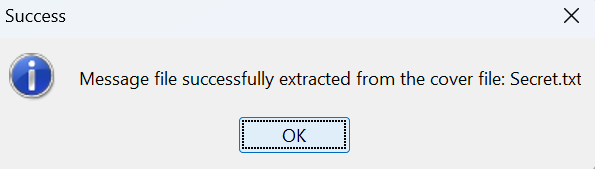 Success
Message file successfully extracted from the cover file: Secret.txt
OK